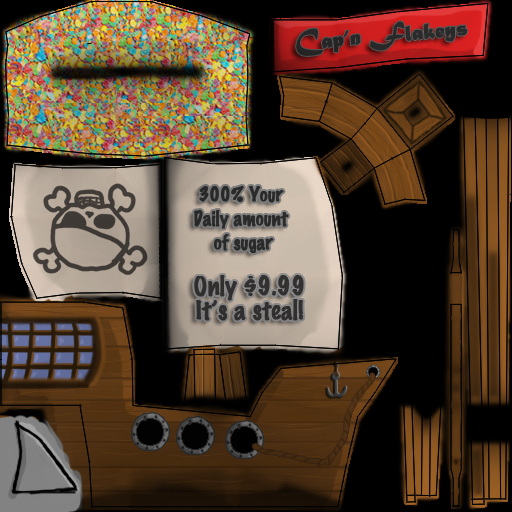 Cap'n Flakeys
300% Your
Daily amount
of sugar
Only $9.99
It's a steal!